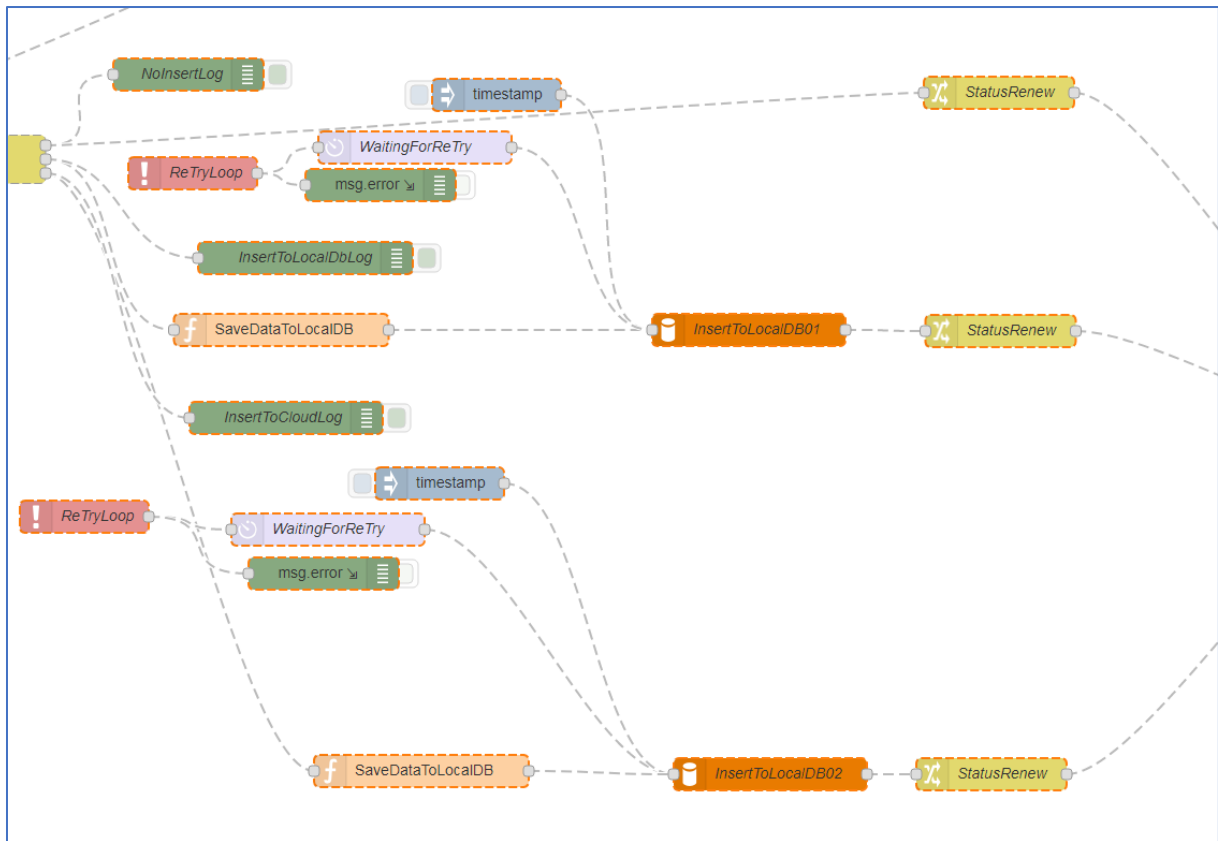 NoInsertLog
timestamp
StatusRenew
WaitingForReTry
ReTryLoop
msg.error
InsertToLocalDbLog
SaveDataToLocalDB
InsertToLocalDB01
StatusRenew
InsertToCloudLog
timestamp
ReTryLoop
WaitingForReTry
msg.error
SaveDataToLocalDB
InsertToLocalDB02
StatusRenew